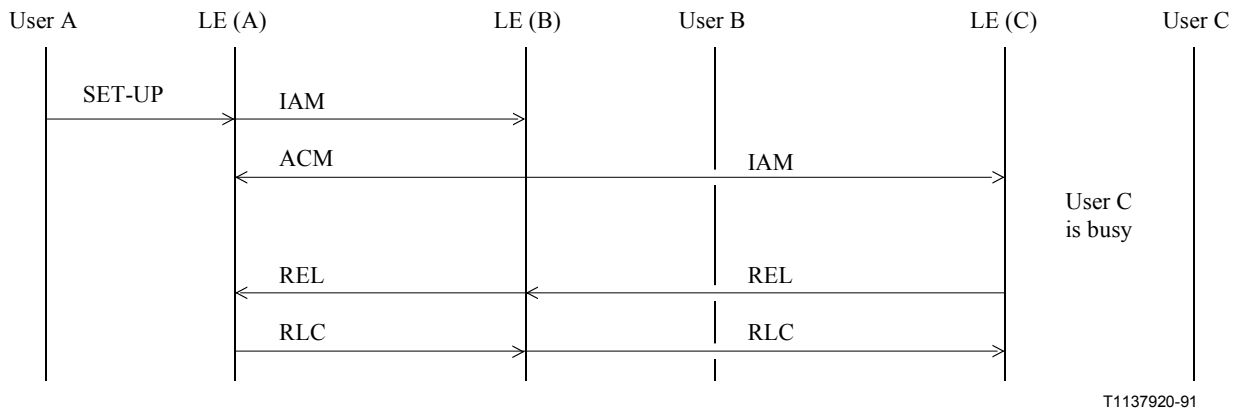 User A LE (A) LE (B) User B LE (C) User C
SET-UP IAM
ACM IAM
User C
is busy
REL REL
RLC RLC
T1137920-91